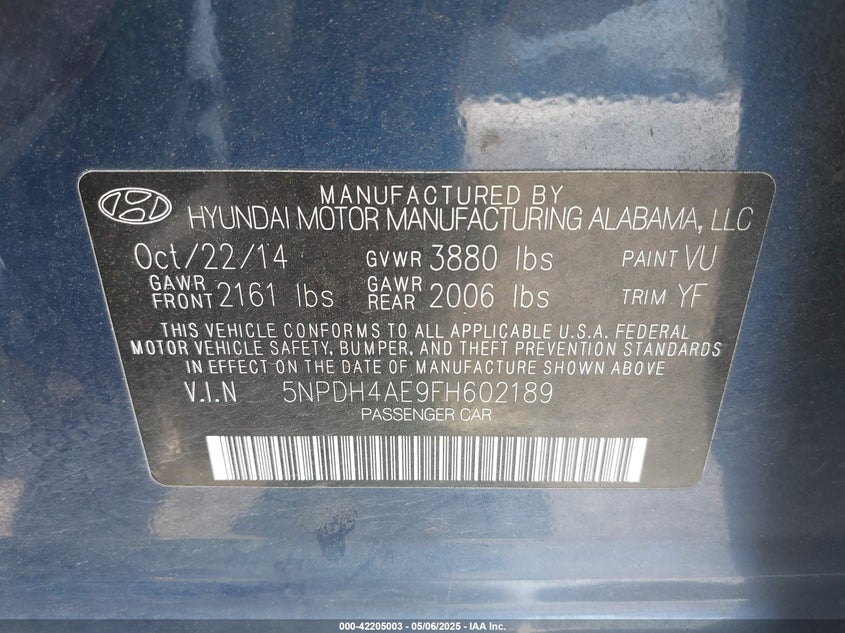 MANUFACTURED BY
HYUNDAI MOTOR MANUFACTURING ALABAMA, LLC
Oct/22/14 GVWR 3880 lbs PAINT VU
GAWR FRONT 2161 lbs GAWR REAR 2006 lbs TRIM YF
THIS VEHICLE CONFORMS TO ALL APPLICABLE U.S.A. FEDERAL
MOTOR VEHICLE SAFETY, BUMPER, AND THEFT PREVENTION STANDARDS
IN EFFECT ON THE DATE OF MANUFACTURE SHOWN ABOVE
V.I.N 5NPDH4AE9FH602189
PASSENGER CAR
000-42205003 - 05/06/2025 - IAA Inc.